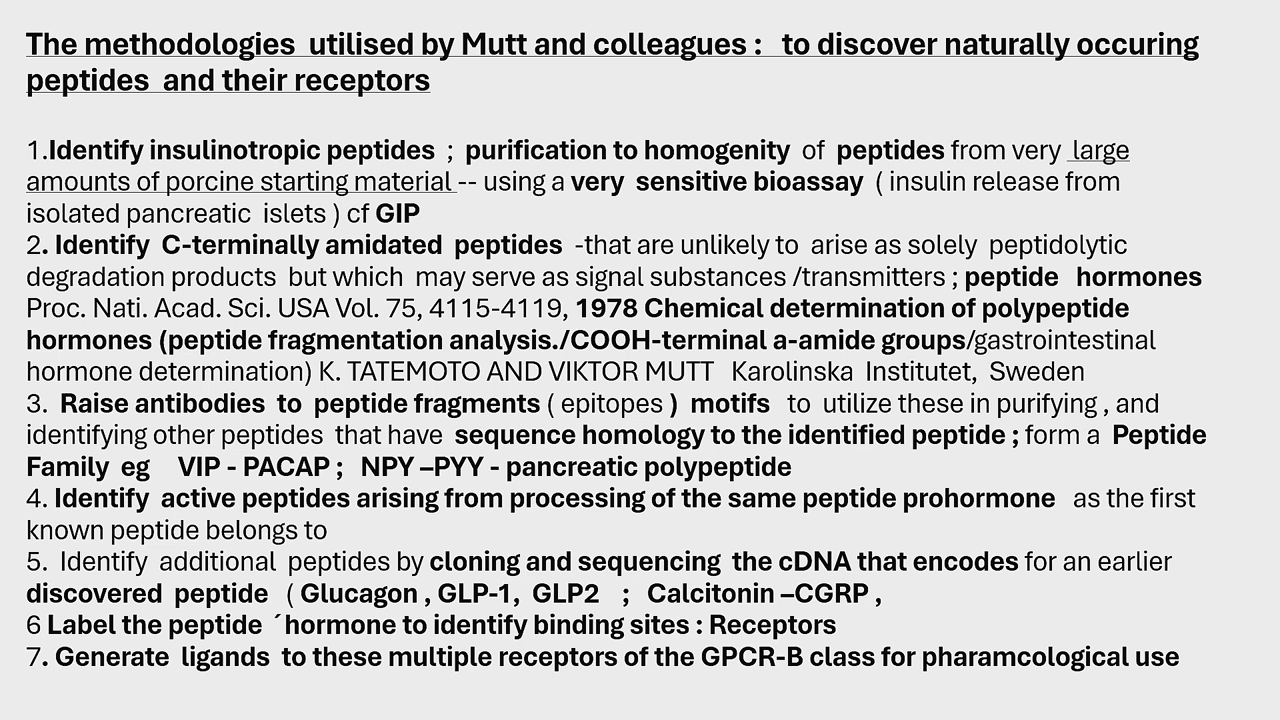 The methodologies utilised by Mutt and colleagues : to discover naturally occuring
peptides and their receptors
1.Identify insulinotropic peptides ; purification to homogenity of peptides from very large
amounts of porcine starting material -- using a very sensitive bioassay ( insulin release from
isolated pancreatic islets ) cf GIP
2. Identify C-terminally amidated peptides -that are unlikely to arise as solely peptidolytic
degradation products but which may serve as signal substances /transmitters ; peptide hormones
Proc. Nati. Acad. Sci. USA Vol. 75, 4115-4119, 1978 Chemical determination of polypeptide
hormones (peptide fragmentation analysis./COOH-terminal a-amide groups/gastrointestinal
hormone determination) K. TATEMOTO AND VIKTOR MUTT Karolinska Institutet, Sweden
3. Raise antibodies to peptide fragments ( epitopes ) motifs to utilize these in purifying , and
identifying other peptides that have sequence homology to the identified peptide ; form a Peptide
Family eg VIP - PACAP ; NPY –PYY - pancreatic polypeptide
4. Identify active peptides arising from processing of the same peptide prohormone as the first
known peptide belongs to
5. Identify additional peptides by cloning and sequencing the cDNA that encodes for an earlier
discovered peptide ( Glucagon , GLP-1, GLP2 ; Calcitonin –CGRP ,
6 Label the peptide ´hormone to identify binding sites : Receptors
7. Generate ligands to these multiple receptors of the GPCR-B class for pharamcological use